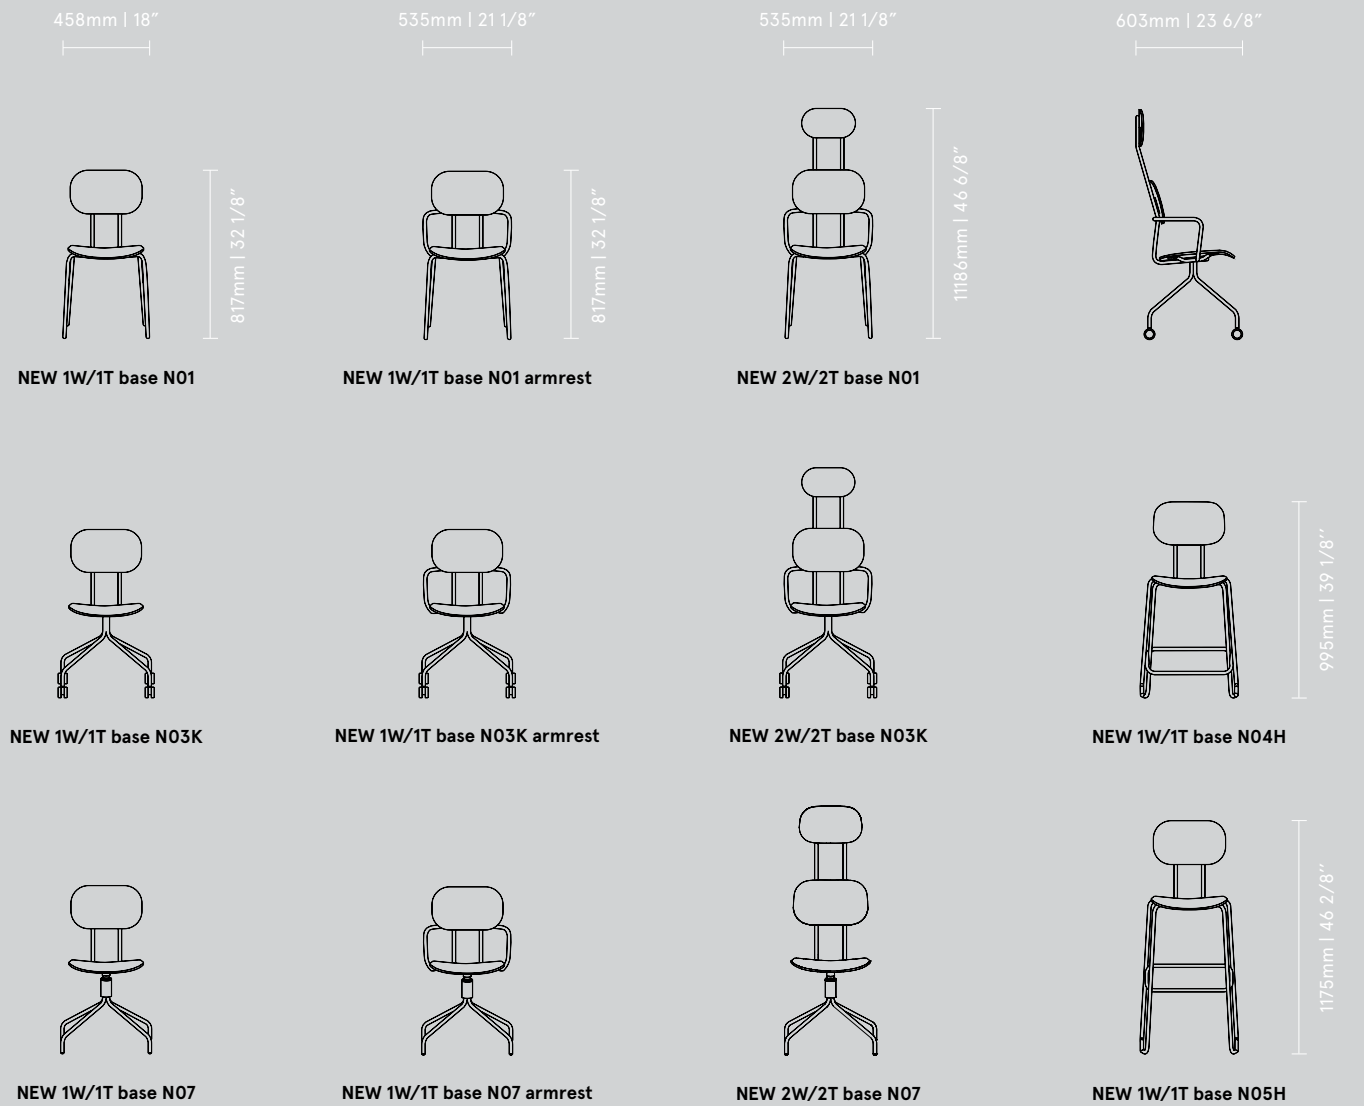 458mm | 18”
535mm | 21 1/8”
535mm | 21 1/8”
603mm | 23 6/8”
817mm | 32 1/8”
817mm | 32 1/8”
11186mm | 46 6/8”
NEW 1W/1T base N01
NEW 1W/1T base N01 armrest
NEW 2W/2T base N01
995mm | 39 1/8’’
NEW 1W/1T base N03K
NEW 1W/1T base N03K armrest
NEW 2W/2T base N03K
NEW 1W/1T base N04H
1175mm | 46 2/8’’
NEW 1W/1T base N07
NEW 1W/1T base N07 armrest
NEW 2W/2T base N07
NEW 1W/1T base N05H